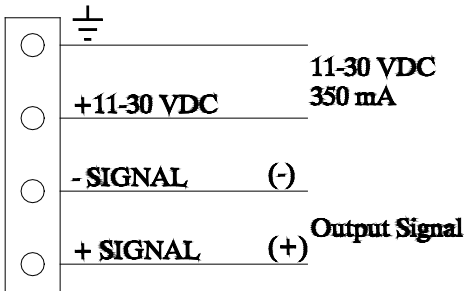 11-30 VDC
350 mA
+11-30 VDC
- SIGNAL (-)
Output Signal
+ SIGNAL (+)